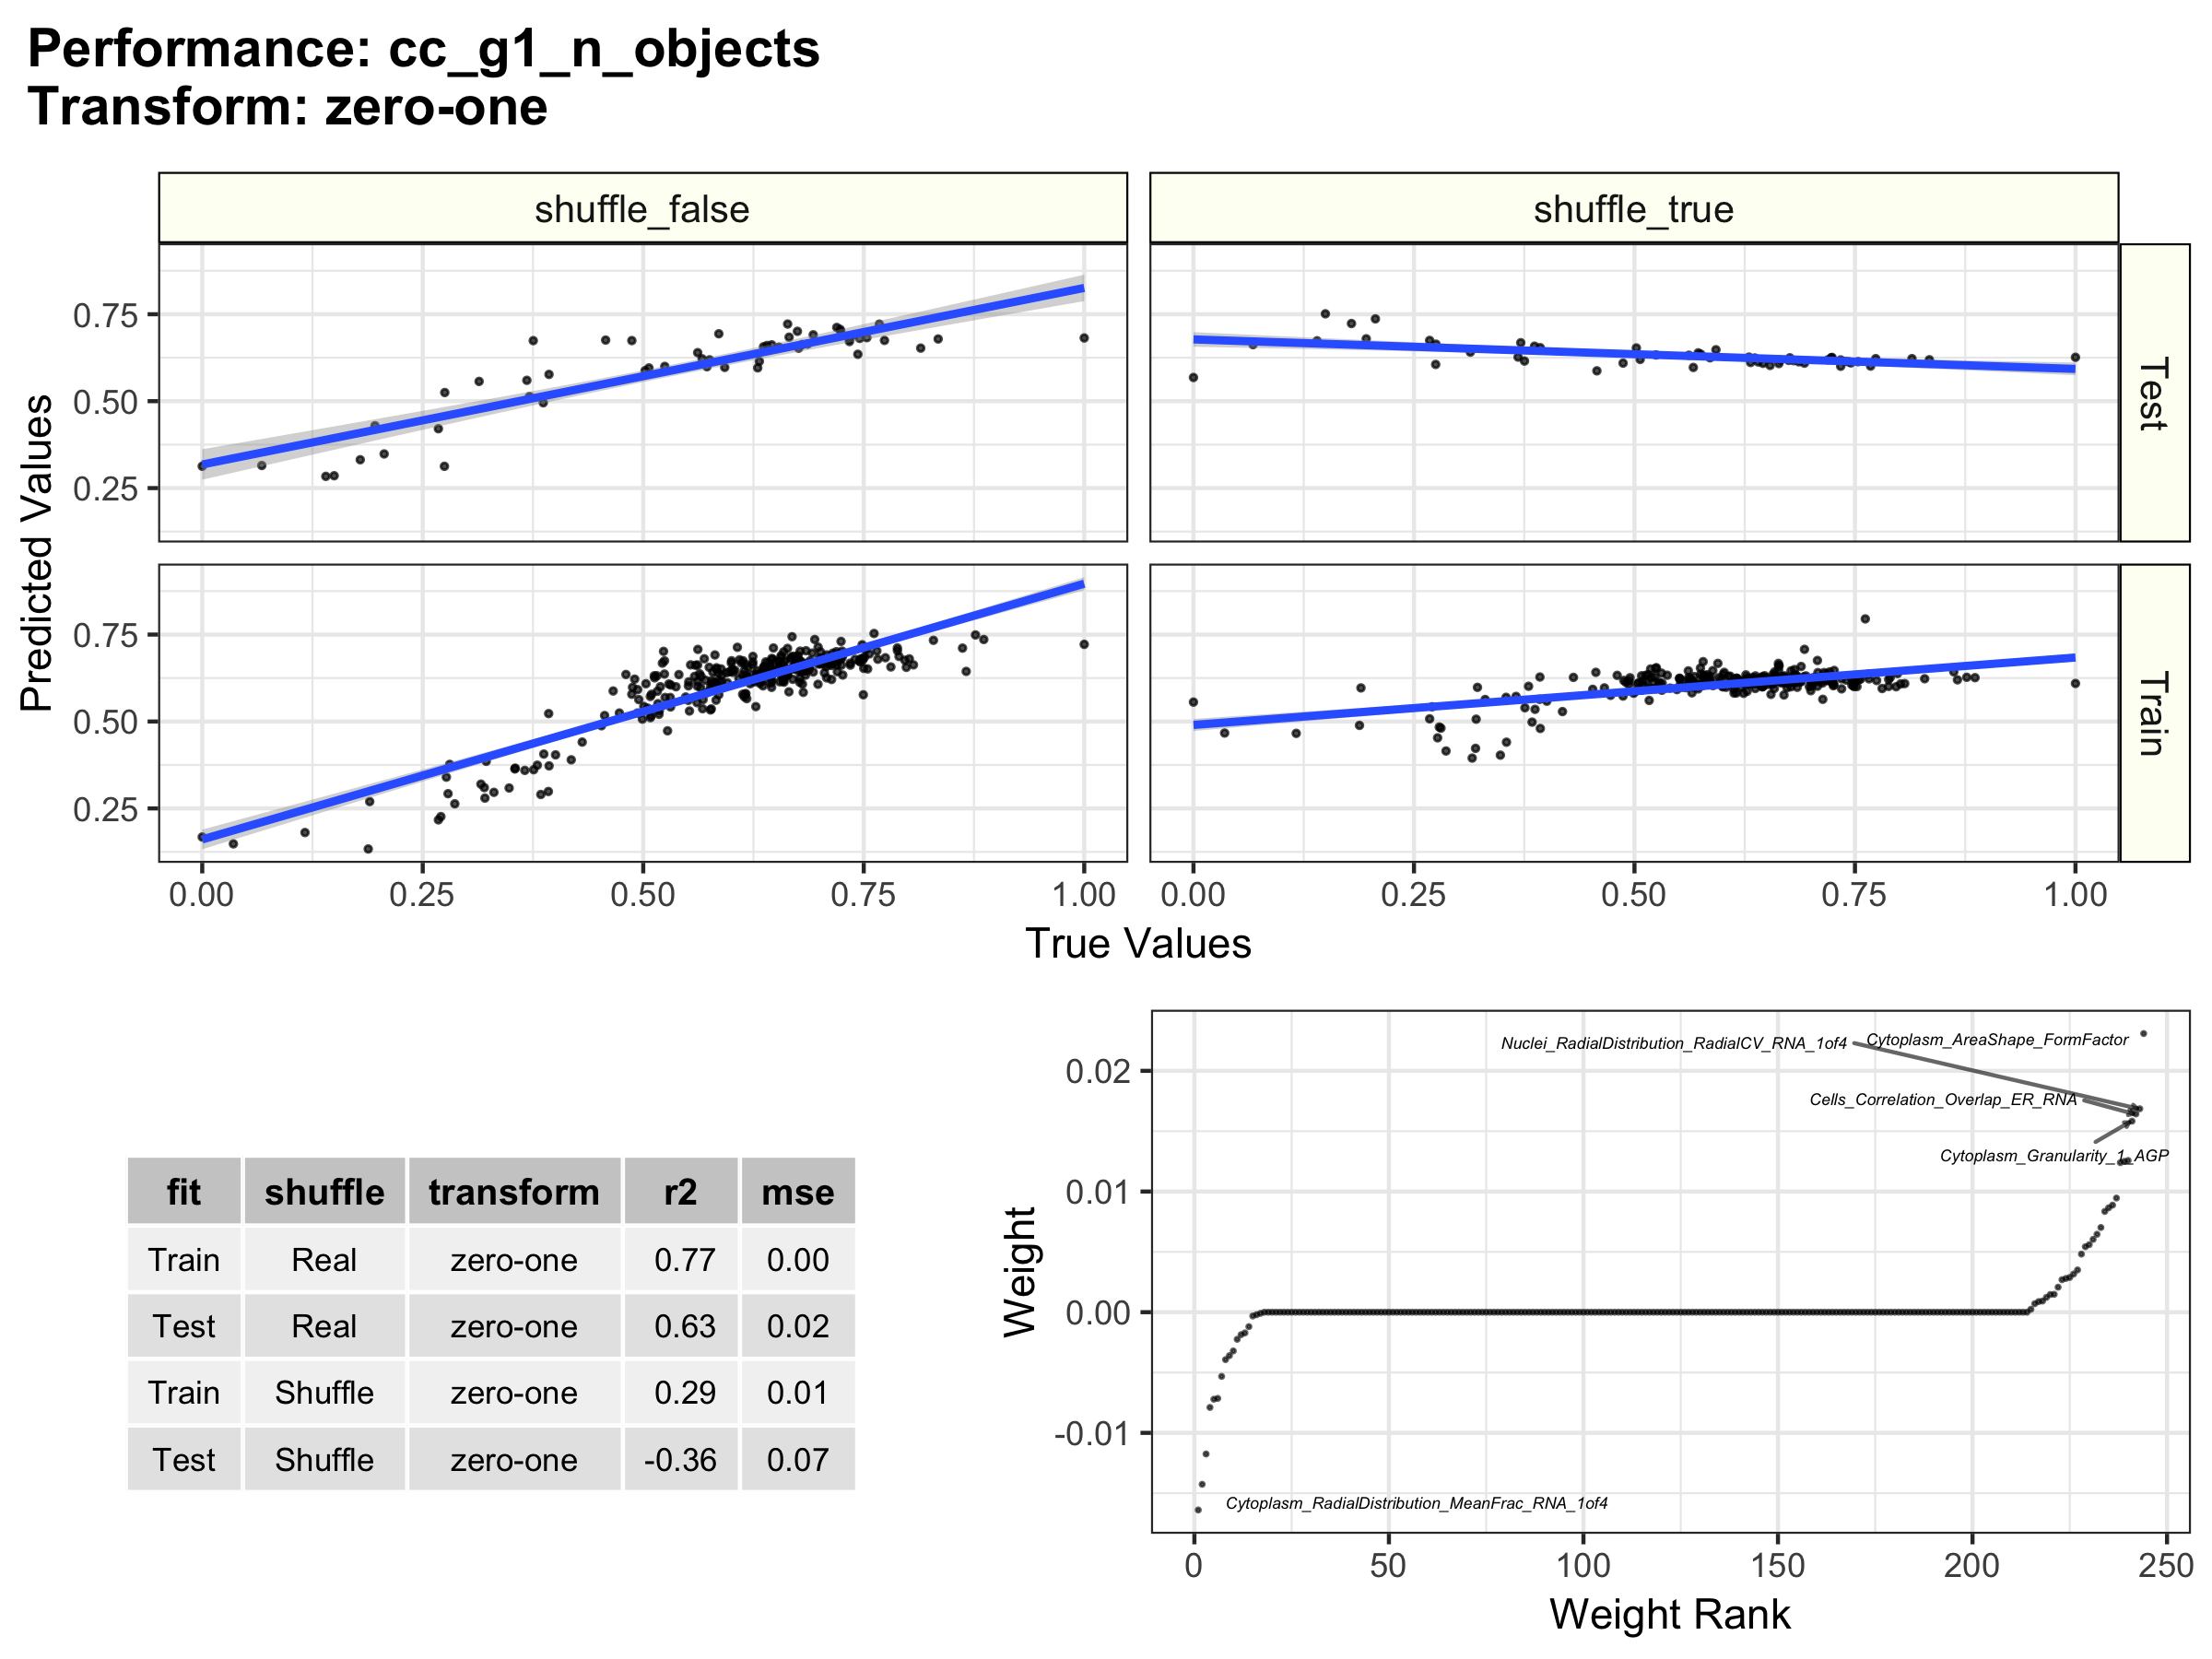 Performance: cc_g1_n_objects
Transform: zero-one
shuffle_false
shuffle_true
0.75
0.50
0.25
Test
0.75
0.50
0.25
Train
Predicted Values
0.00 0.25 0.50 0.75 1.00
0.00 0.25 0.50 0.75 1.00
True Values
fit shuffle transform r2 mse
Train Real zero-one 0.77 0.00
Test Real zero-one 0.63 0.02
Train Shuffle zero-one 0.29 0.01
Test Shuffle zero-one -0.36 0.07
Nuclei_RadialDistribution_RadialCV_RNA_1of4
Cytoplasm_AreaShape_FormFactor
Cells_Correlation_Overlap_ER_RNA
Cytoplasm_Granularity_1_AGP
Cytoplasm_RadialDistribution_MeanFrac_RNA_1of4
0.02
0.01
0.00
-0.01
Weight
0 50 100 150 200 250
Weight Rank